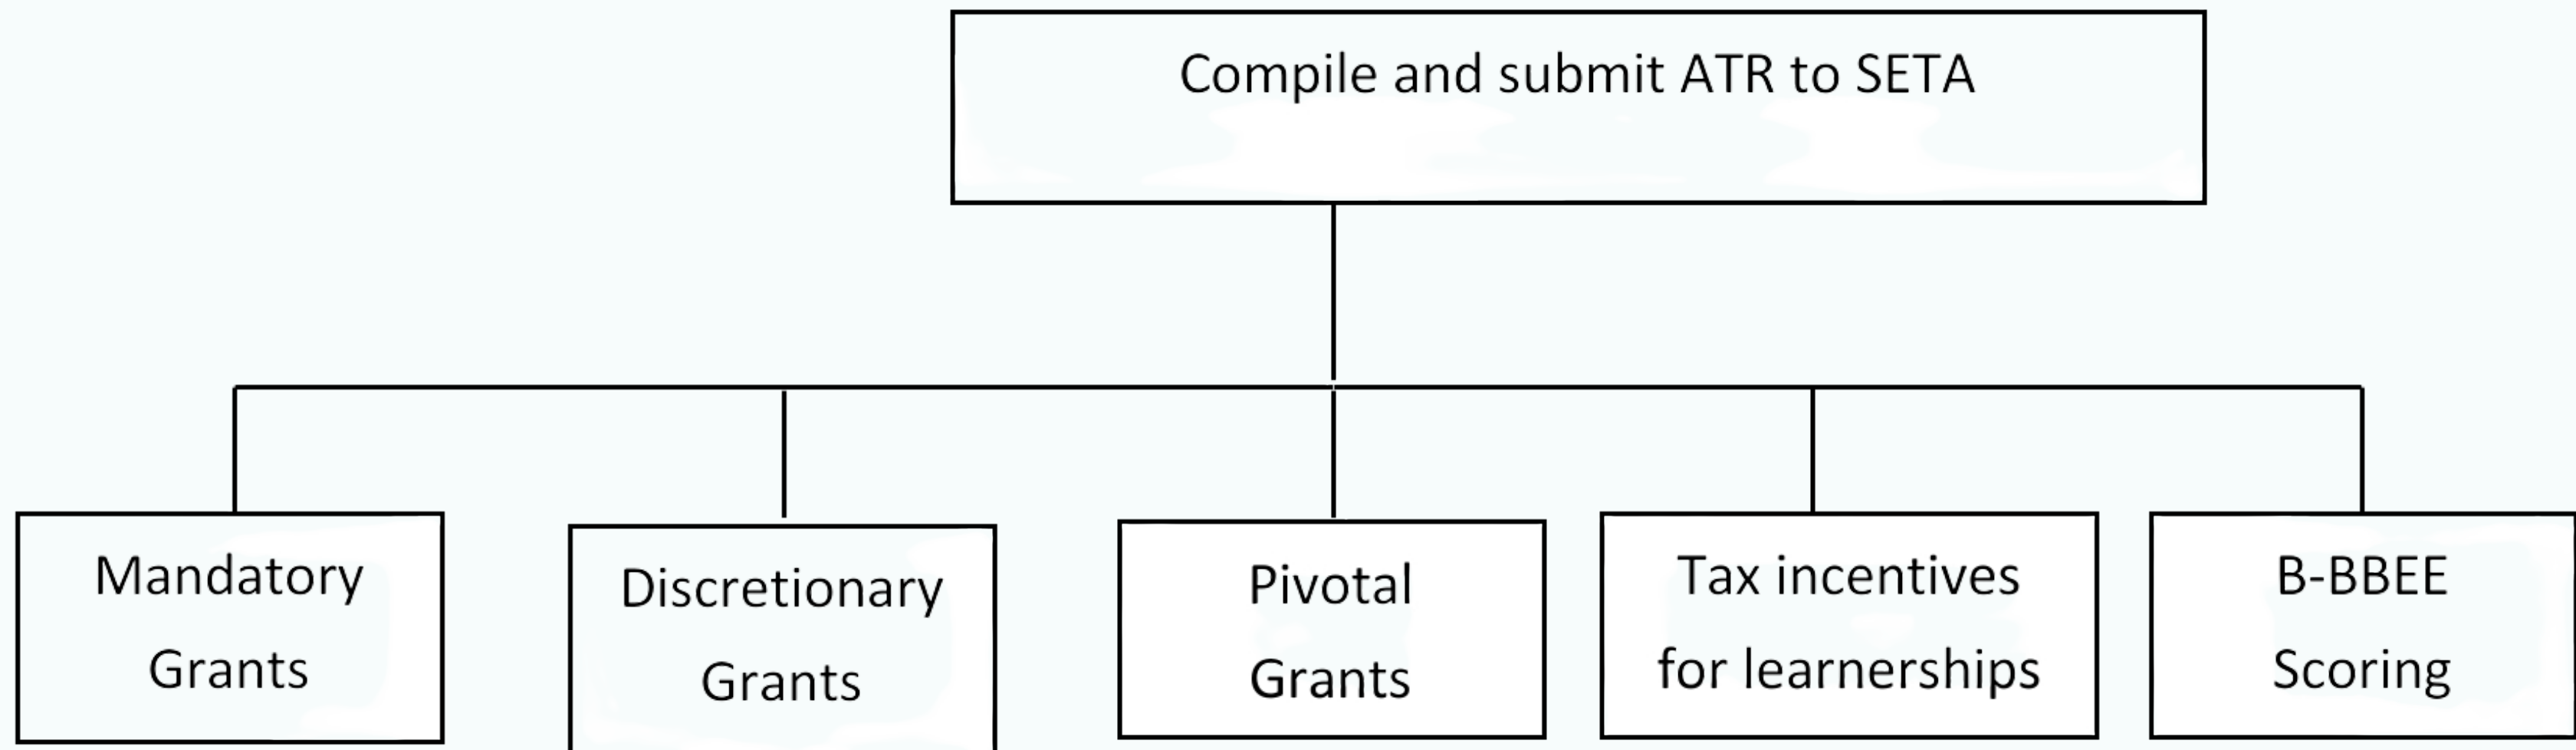 Compile and submit ATR to SETA
Mandatory
Grants
Discretionary
Grants
Pivotal
Grants
Tax incentives
for learnerships
B-BBEE
Scoring